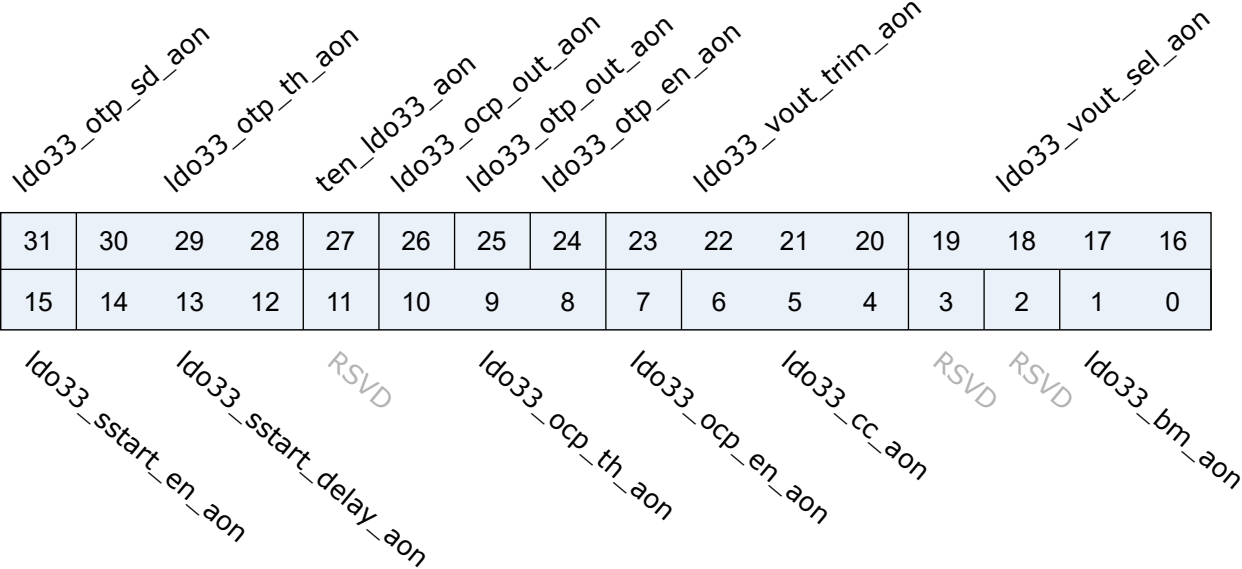 ldo33_otp_sd_aon
ldo33_otp_th_aon
ten_ldo33_aon
ldo33_ocp_out_aon
ldo33_otp_out_aon
ldo33_otp_en_aon
ldo33_vout_trim_aon
ldo33_vout_sel_aon
31 30 29 28 27 26 25 24 23 22 21 20 19 18 17 16
15 14 13 12 11 10 9 8 7 6 5 4 3 2 1 0
ldo33_sstart_en_aon
ldo33_sstart_delay_aon
RSVD
ldo33_ocp_th_aon
ldo33_ocp_en_aon
ldo33_cc_aon
RSVD
RSVD
ldo33_bm_aon